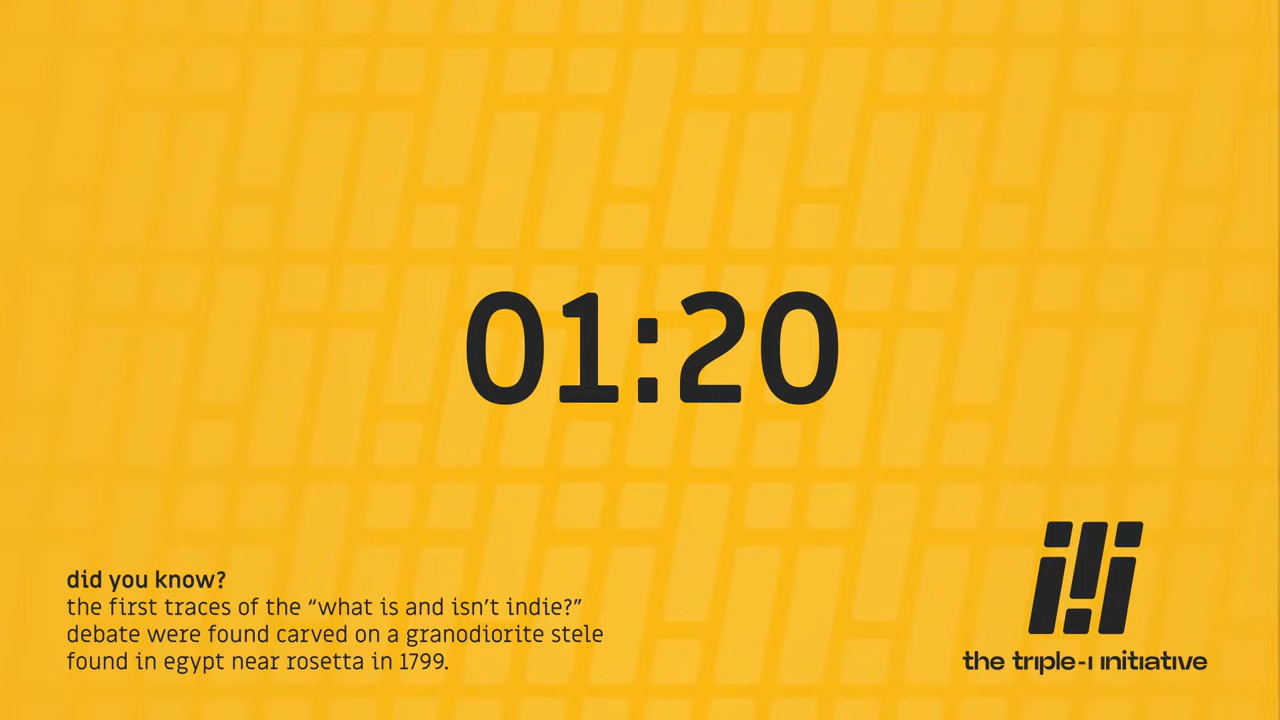 01:20
did you know?
the first traces of the “what is and isn’t indie?”
debate were found carved on a granodiorite stele
found in egypt near rosetta in 1799.
the triple-i initiative